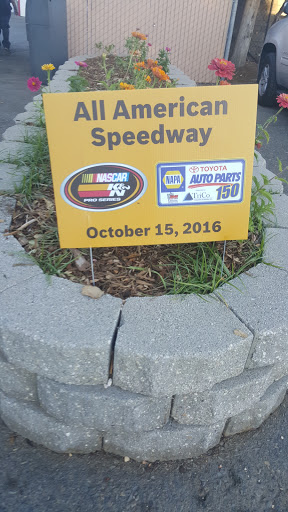 All American
Speedway
NASCAR
K&N
PRO SERIES
NAPA
TOYOTA
AUTO PARTS
150
October 15, 2016